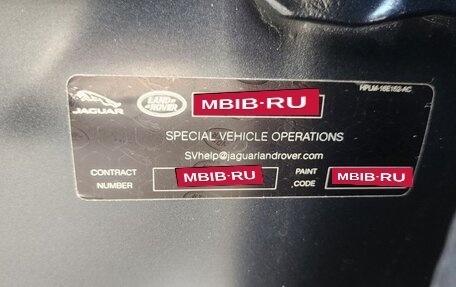 HPLM-16E162-AC
JAGUAR
LAND ROVER
MBIB-RU
SPECIAL VEHICLE OPERATIONS
SVhelp@jaguarlandrover.com
CONTRACT NUMBER MBIB-RU PAINT CODE MBIB-RU